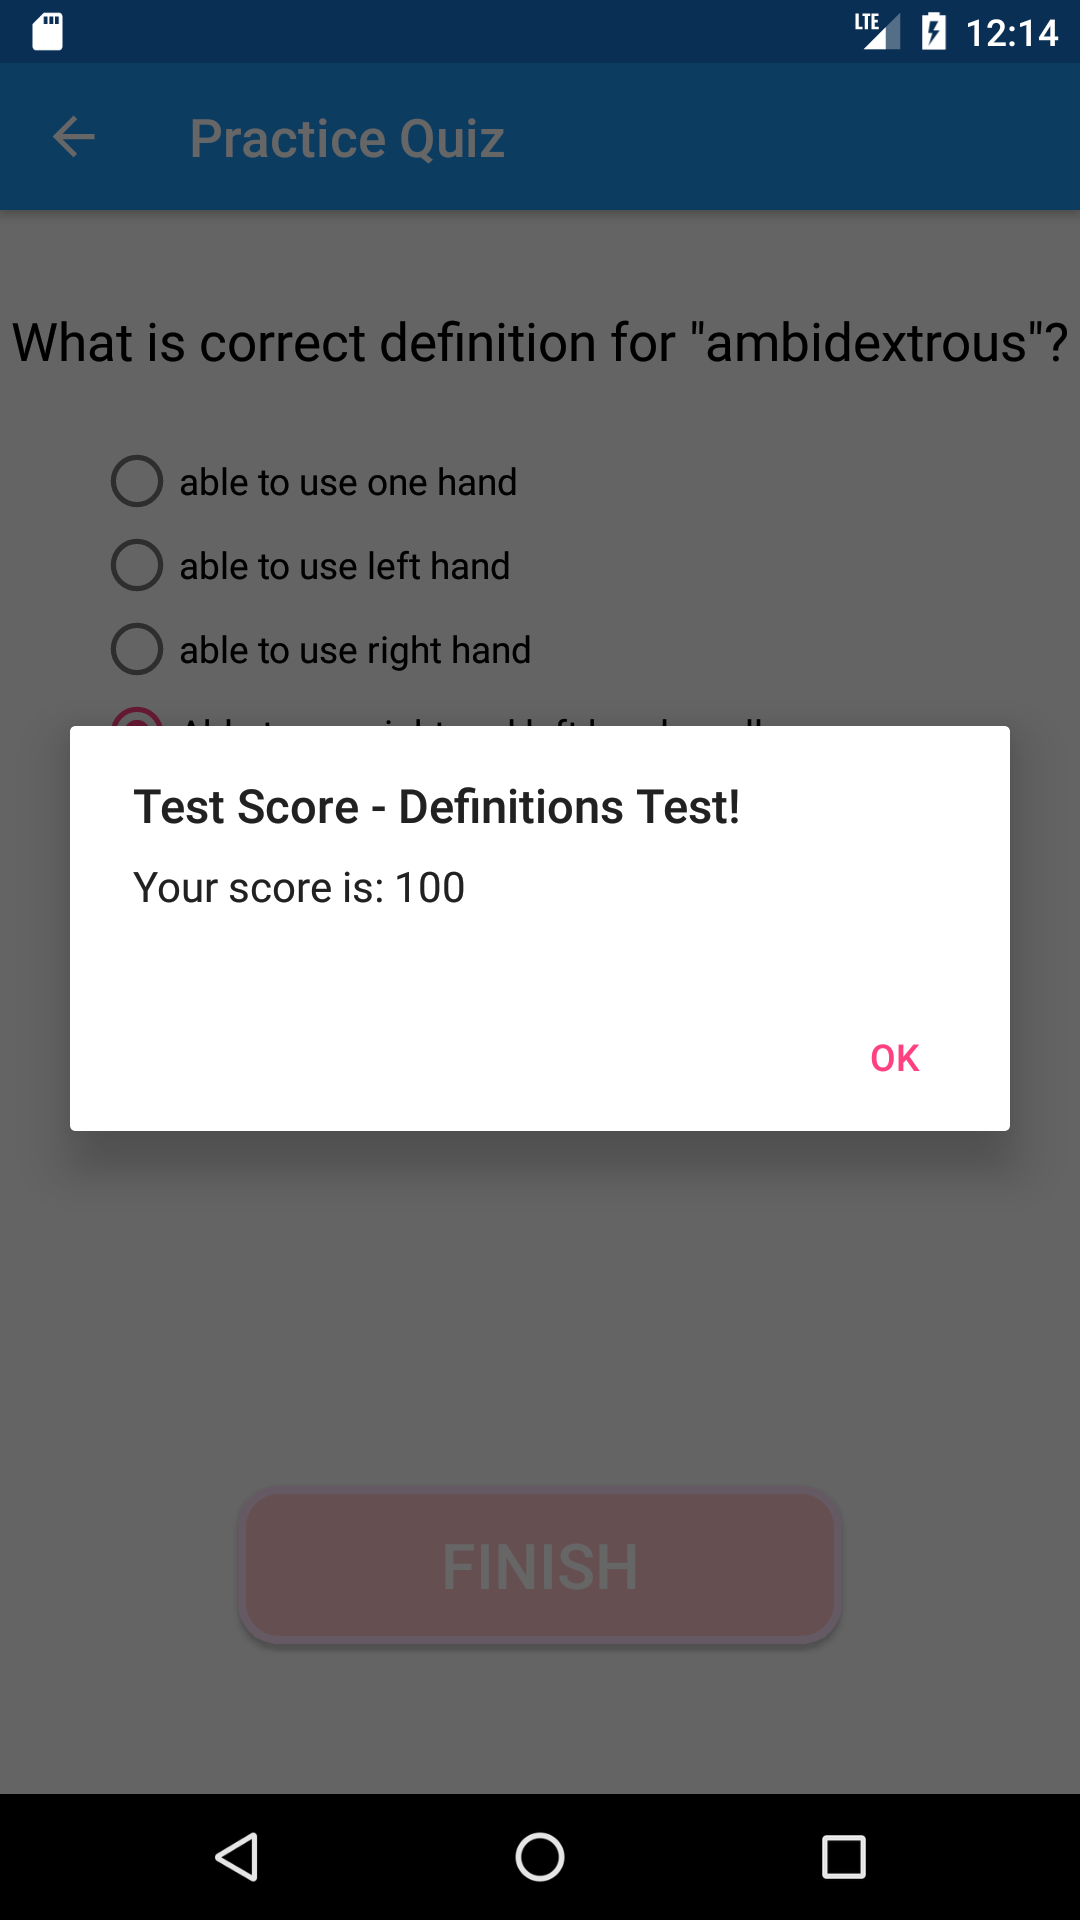 LTE 12:14
Practice Quiz
What is correct definition for "ambidextrous"?
able to use one hand
able to use left hand
able to use right hand
Test Score - Definitions Test!
Your score is: 100
OK
FINISH